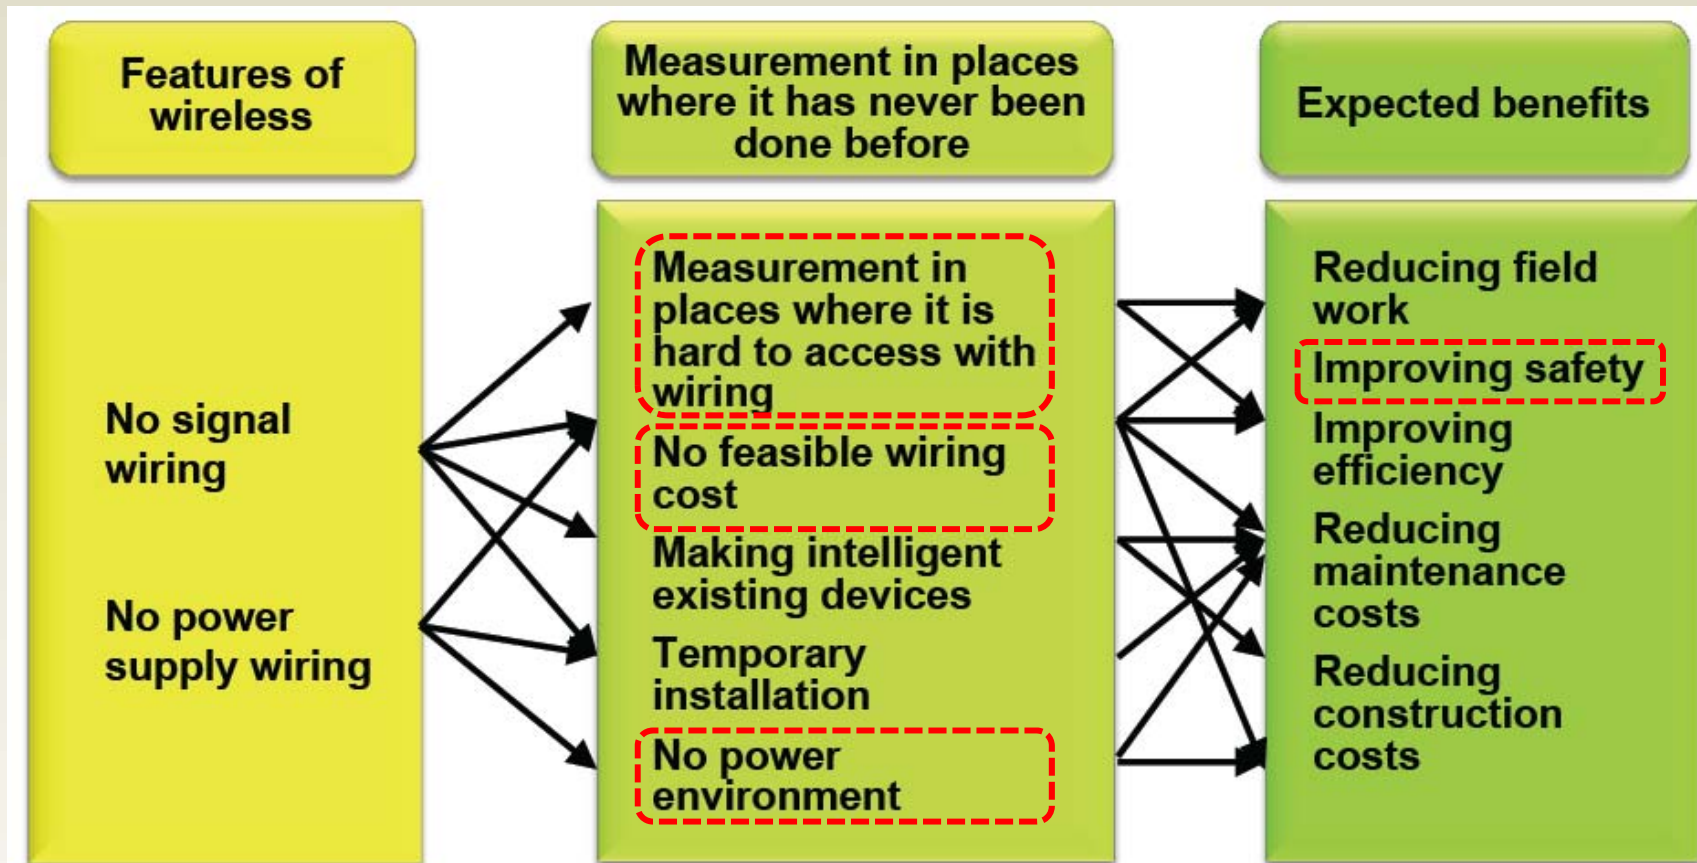 Features of
wireless
Measurement in places
where it has never been
done before
Expected benefits
No signal
wiring
No power
supply wiring
Measurement in
places where it is
hard to access with
wiring
No feasible wiring
cost
Making intelligent
existing devices
Temporary
installation
No power
environment
Reducing field
work
Improving safety
Improving
efficiency
Reducing
maintenance
costs
Reducing
construction
costs